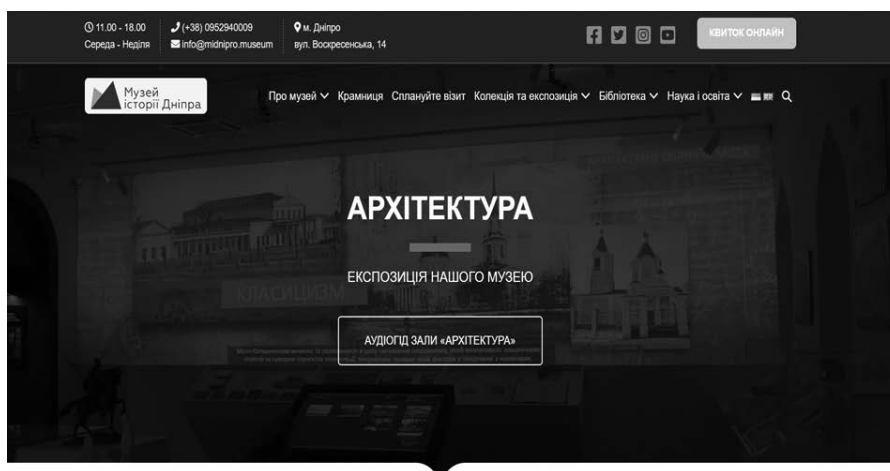 11.00 - 18.00
Середа - Неділя
(+38) 0952940009
info@midnipro.museum
м. Дніпро
вул. Воскресенська, 14
КВИТОК ОНЛАЙН
Музей
історії Дніпра
Про музей
Крамниця
Сплануйте візит
Колекція та експозиція
Бібліотека
Наука і освіта
АРХІТЕКТУРА
ЕКСПОЗИЦІЯ НАШОГО МУЗЕЮ
КЛАСИЦИЗМ
АУДІОГІД ЗАЛИ «АРХІТЕКТУРА»